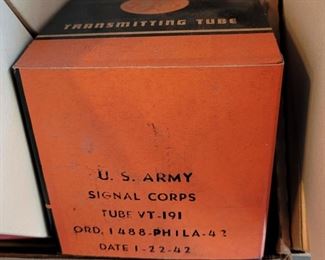 TRANSMITTING TUBE
U. S. ARMY
SIGNAL CORPS
TUBE VT-191
ORD. 1488-PHILA-42
DATE 1-22-42